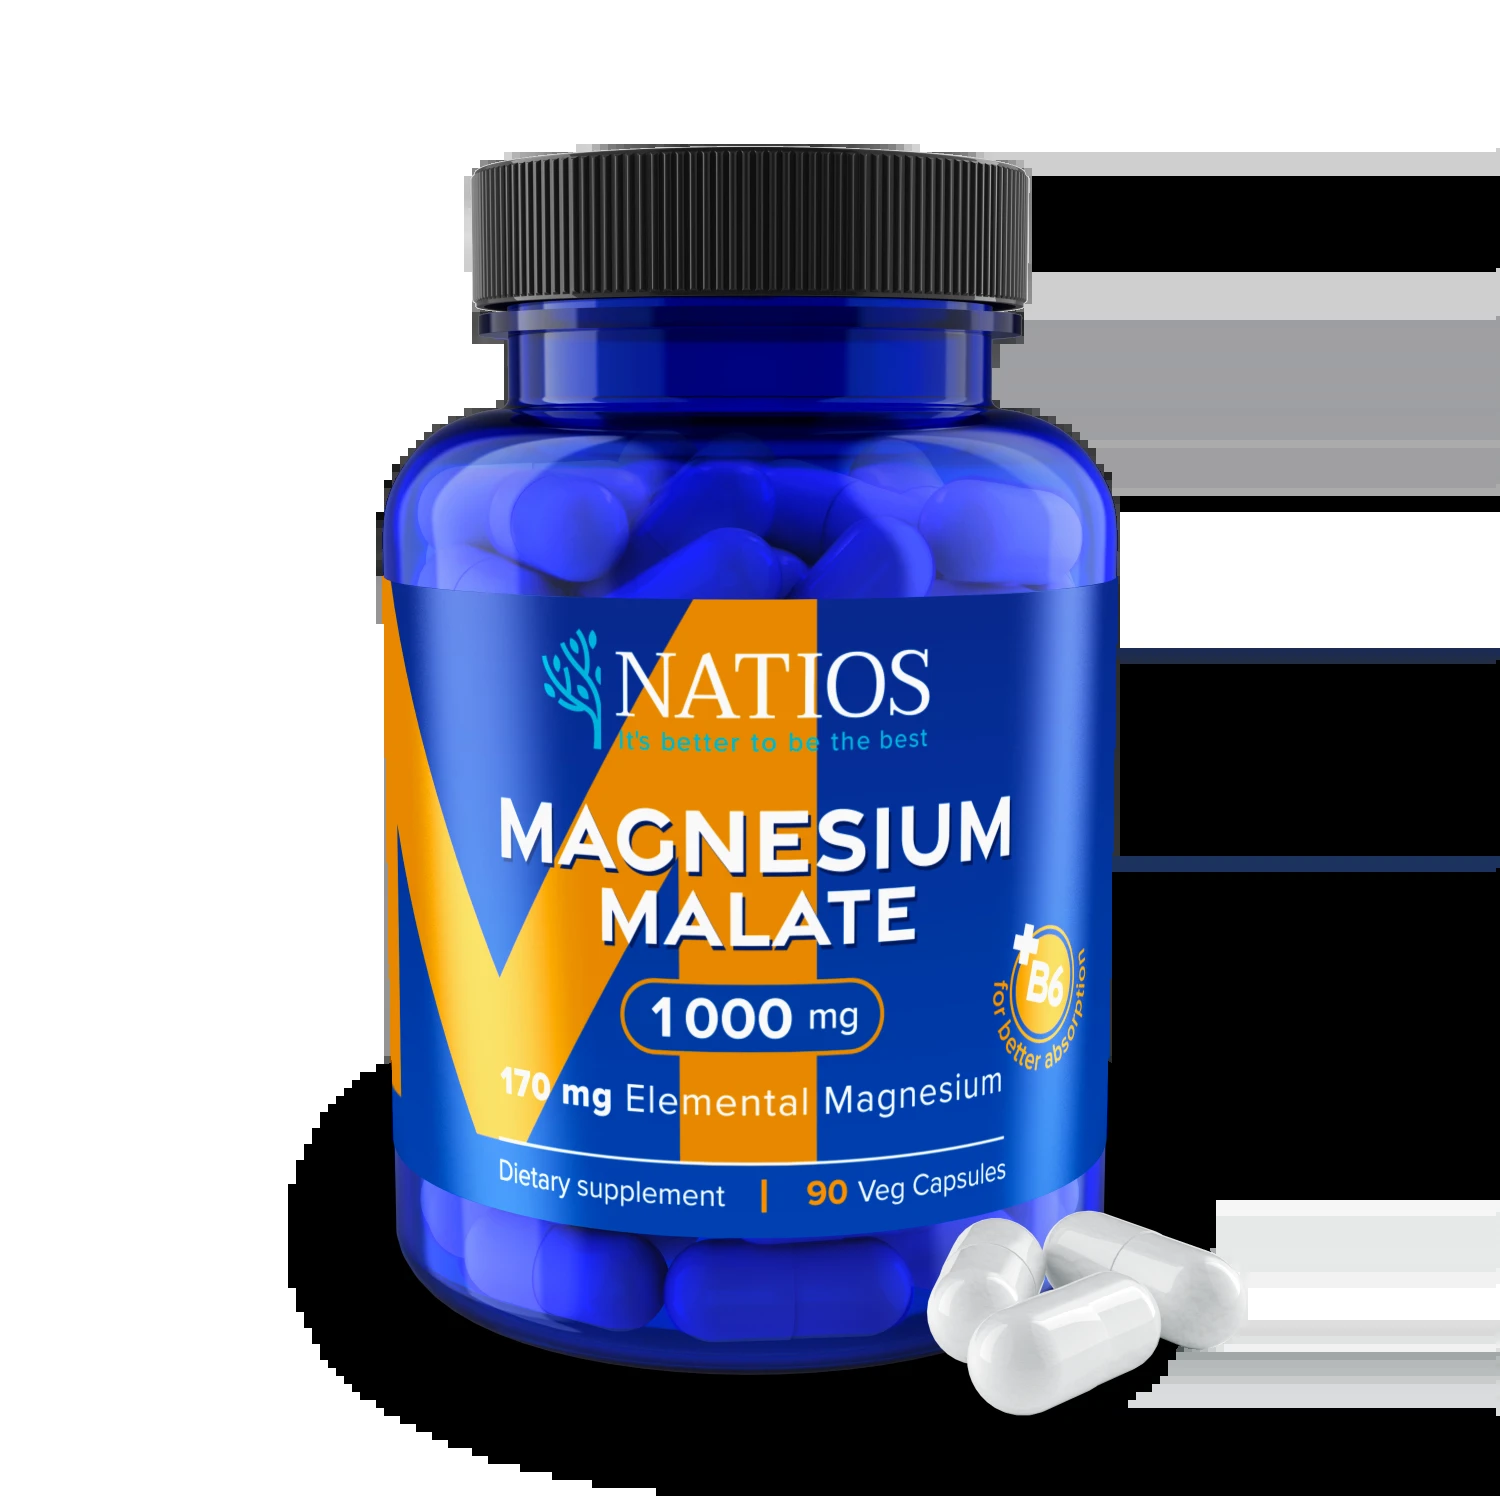 NATIOS
It's better to be the best
MAGNESIUM
MALATE
1000 mg
170 mg Elemental Magnesium
+B6
for better absorption
Dietary supplement | 90 Veg Capsules